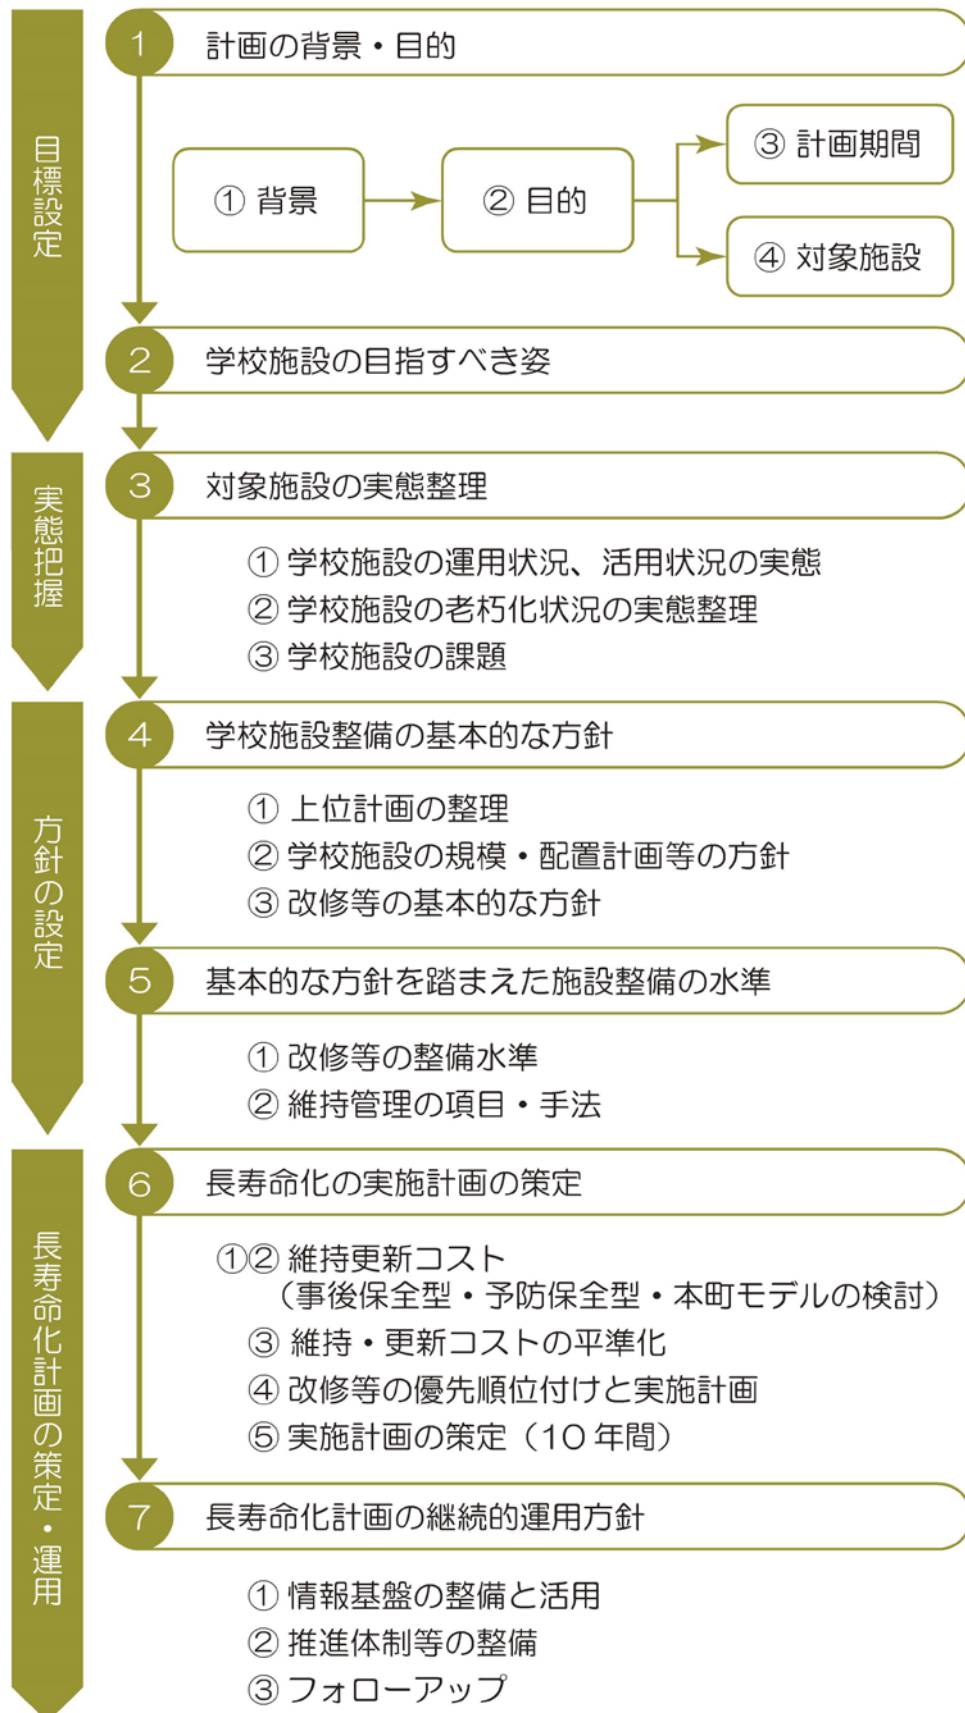 目標設定
1 計画の背景・目的
① 背景
② 目的
③ 計画期間
④ 対象施設
2 学校施設の目指すべき姿
実態把握
3 対象施設の実態整理
① 学校施設の運用状況、活用状況の実態
② 学校施設の老朽化状況の実態整理
③ 学校施設の課題
方針の設定
4 学校施設整備の基本的な方針
① 上位計画の整理
② 学校施設の規模・配置計画等の方針
③ 改修等の基本的な方針
5 基本的な方針を踏まえた施設整備の水準
① 改修等の整備水準
② 維持管理の項目・手法
長寿命化計画の策定・運用
6 長寿命化の実施計画の策定
①② 維持更新コスト
（事後保全型・予防保全型・本町モデルの検討）
③ 維持・更新コストの平準化
④ 改修等の優先順位付けと実施計画
⑤ 実施計画の策定（10 年間）
7 長寿命化計画の継続的運用方針
① 情報基盤の整備と活用
② 推進体制等の整備
③ フォローアップ